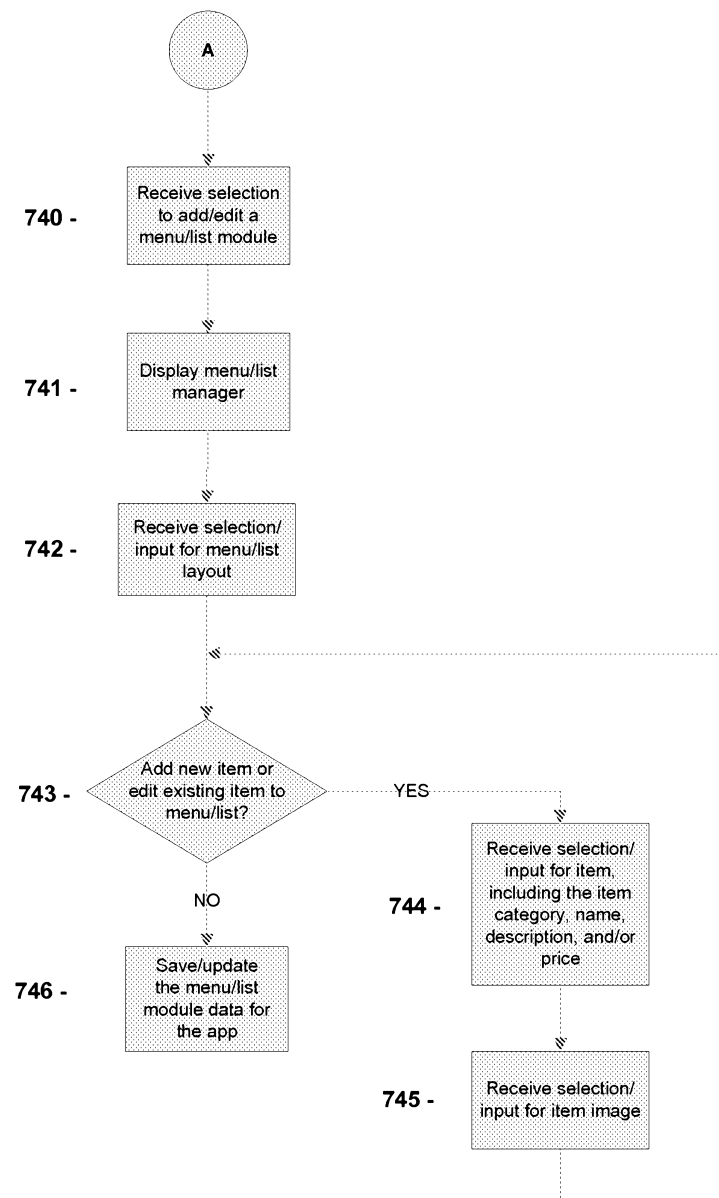 A
740 -
Receive selection
to add/edit a
menu/list module
741 -
Display menu/list
manager
742 -
Receive selection/
input for menu/list
layout
743 -
Add new item or
edit existing item to
menu/list?
YES
744 -
Receive selection/
input for item,
including the item
category, name,
description, and/or
price
NO
746 -
Save/update
the menu/list
module data for
the app
745 -
Receive selection/
input for item image